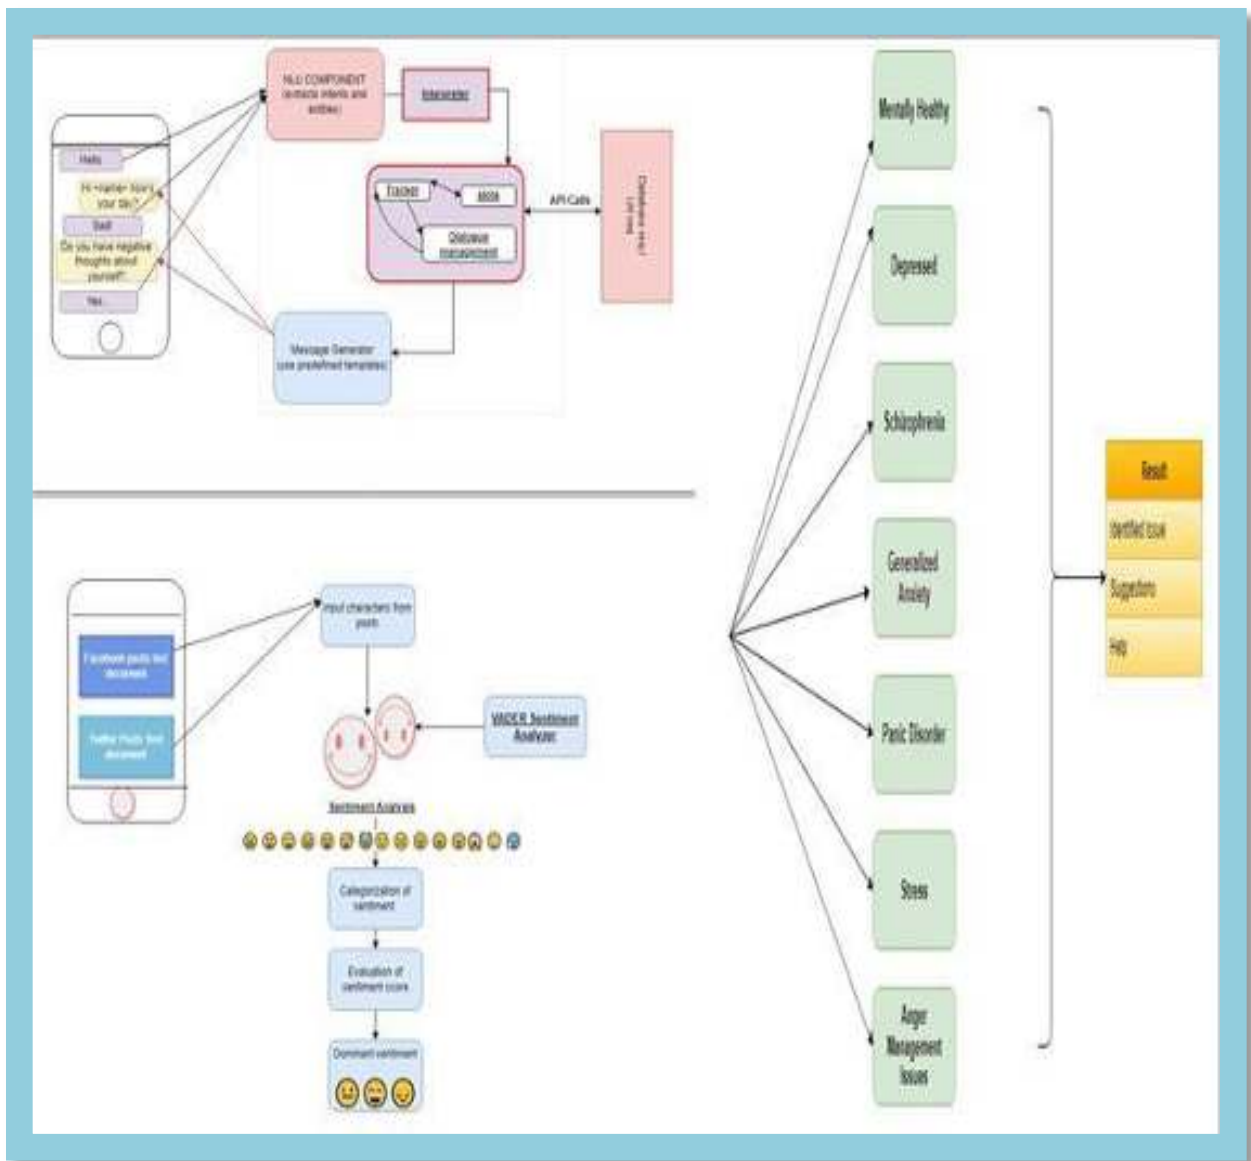 NLU COMPONENT
(extracts intents and
entities)
Interpreter
Hello
Hi <name> How's
your day?
Sad!
Do you have negative
thoughts about
yourself?
Yes..
Tracker
Dialogue
management
API Calls
Message Generator
(use predefined templates)
Facebook posts text
document
Twitter Posts Text
document
Input characters from
posts
VADER Sentiment
Analyzer
Sentiment Analysis
Categorization of
sentiment
Evaluation of
sentiment score
Dominant sentiment
Mentally Healthy
Depressed
Schizophrenia
Generalized
Anxiety
Panic Disorder
Stress
Anger
Management
Issues
Result
Identified Issue
Suggestions
Help